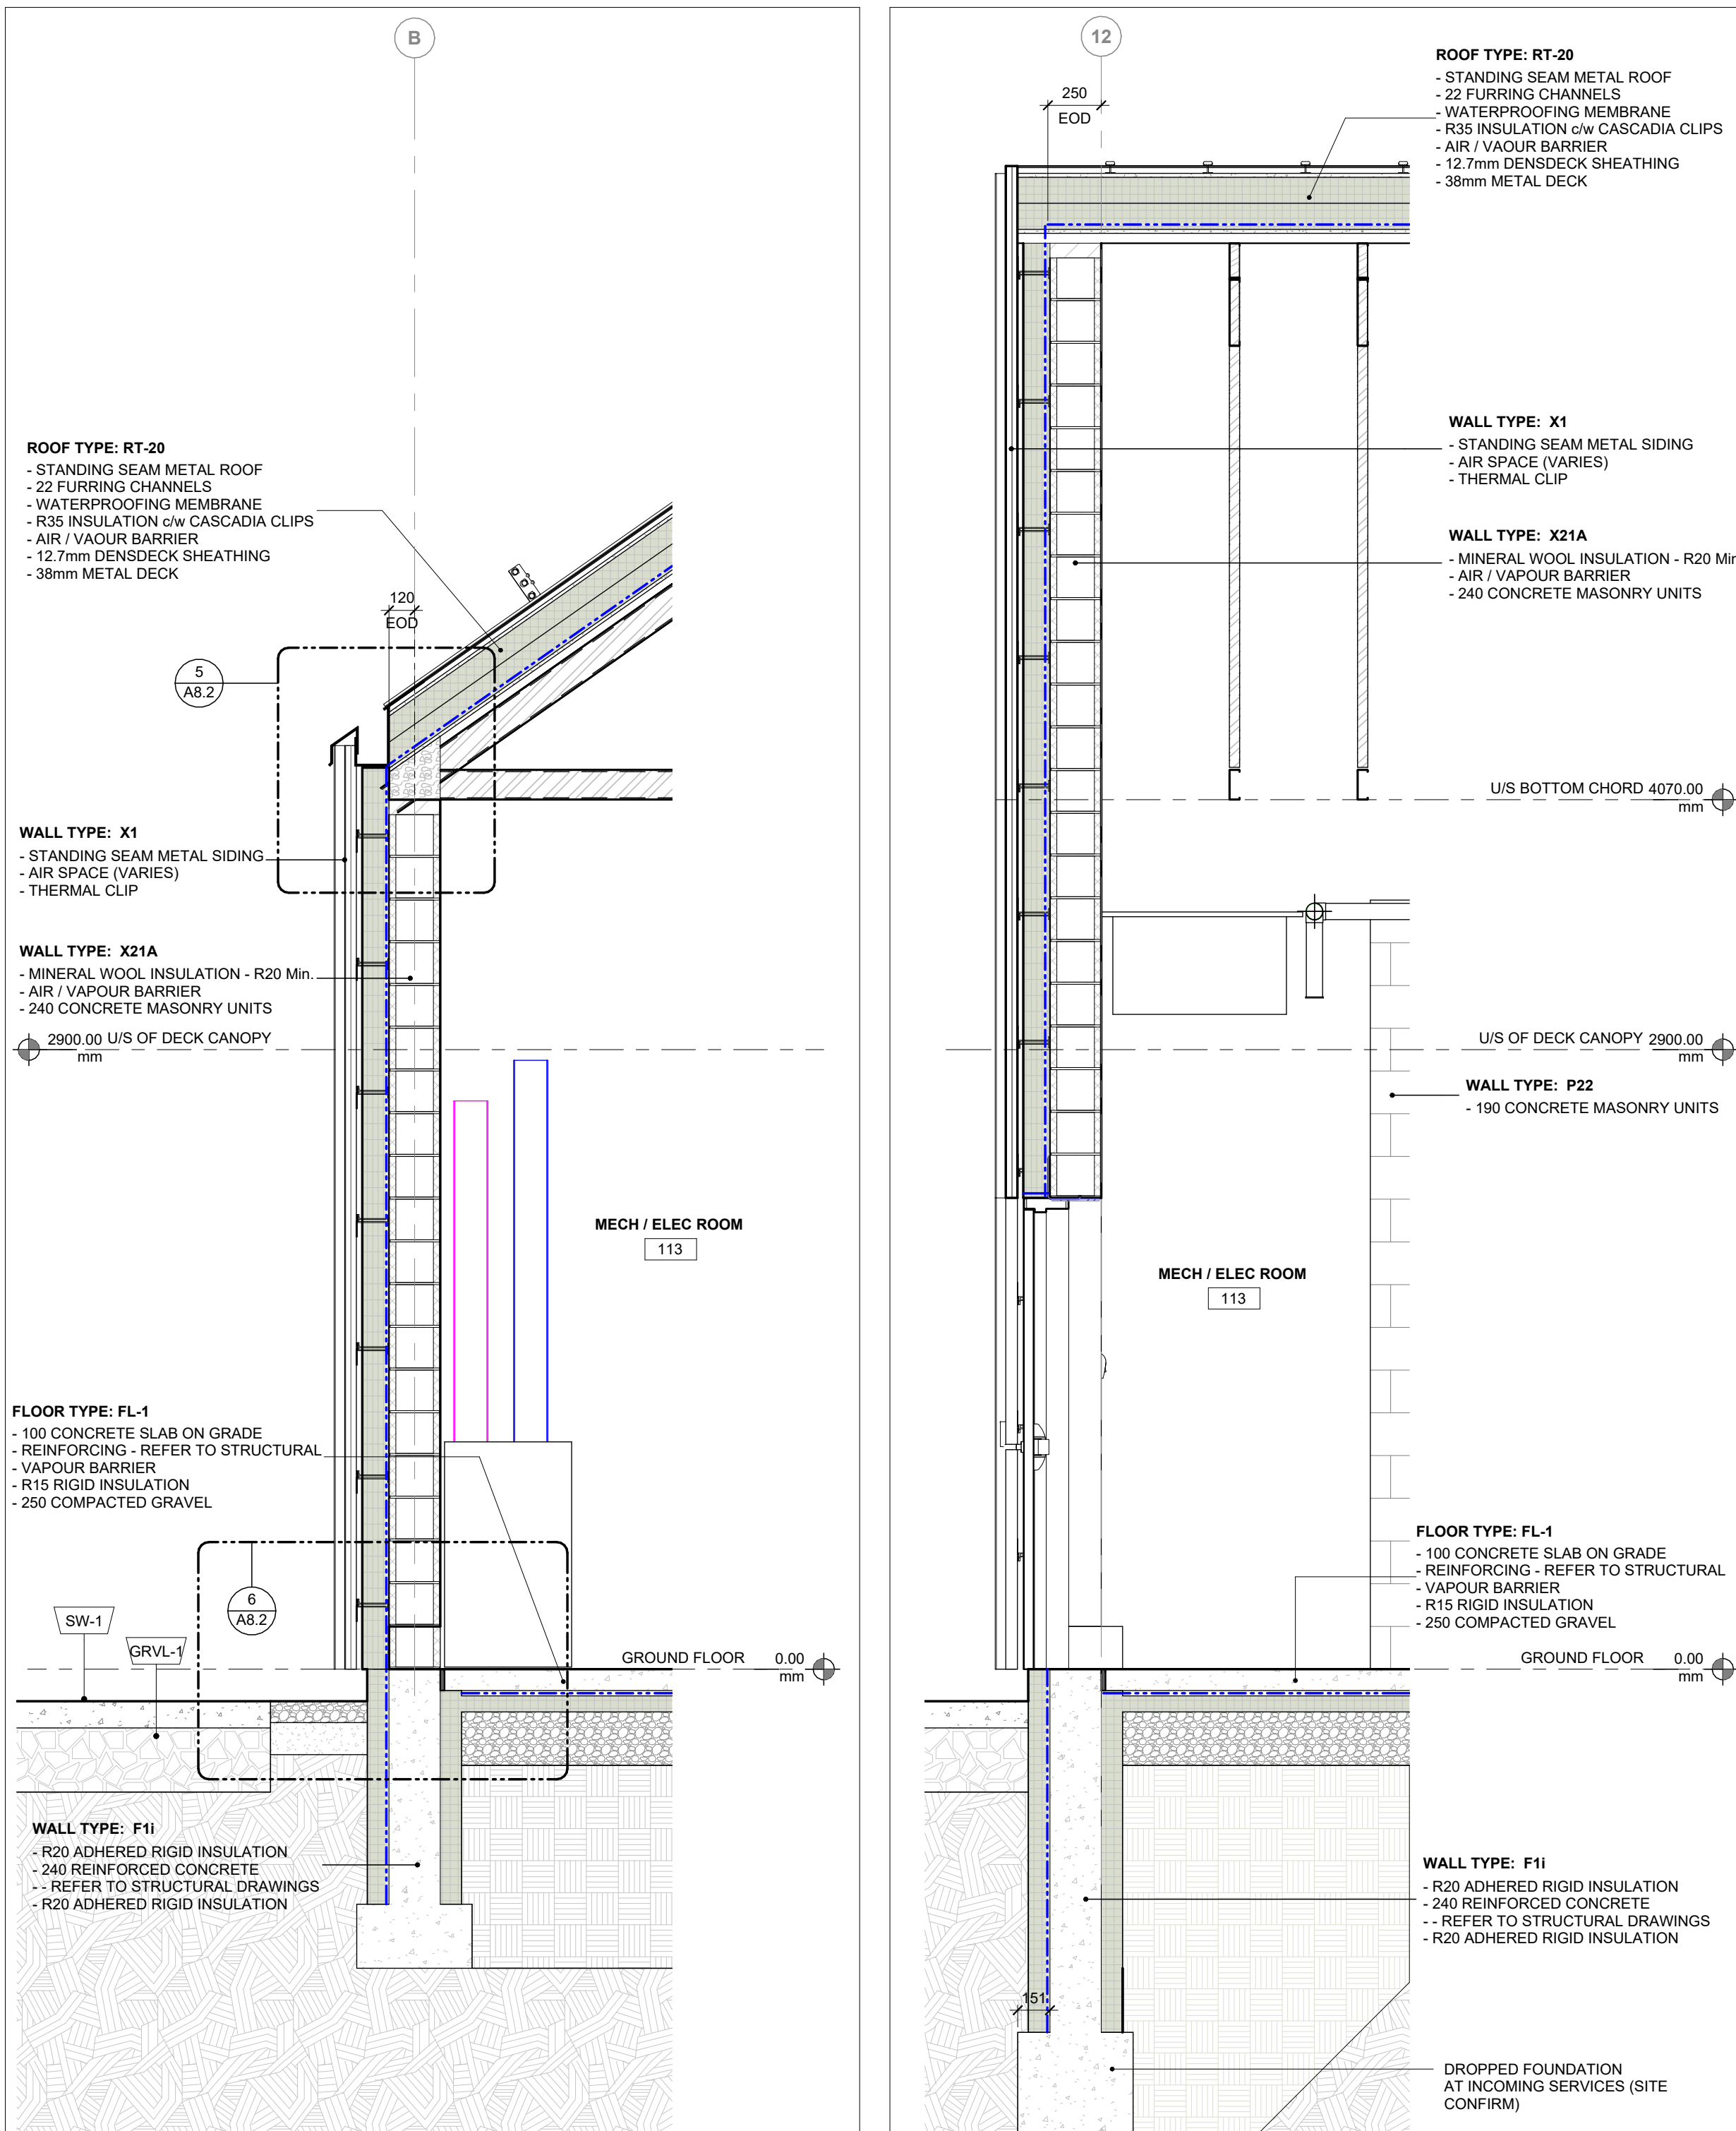 B
ROOF TYPE: RT-20
- STANDING SEAM METAL ROOF
- 22 FURRING CHANNELS
- WATERPROOFING MEMBRANE
- R35 INSULATION c/w CASCADIA CLIPS
- AIR / VAOUR BARRIER
- 12.7mm DENSDECK SHEATHING
- 38mm METAL DECK
120
EOD
5
A8.2
WALL TYPE: X1
- STANDING SEAM METAL SIDING
- AIR SPACE (VARIES)
- THERMAL CLIP
WALL TYPE: X21A
- MINERAL WOOL INSULATION - R20 Min.
- AIR / VAPOUR BARRIER
- 240 CONCRETE MASONRY UNITS
2900.00 U/S OF DECK CANOPY
mm
MECH / ELEC ROOM
113
FLOOR TYPE: FL-1
- 100 CONCRETE SLAB ON GRADE
- REINFORCING - REFER TO STRUCTURAL
- VAPOUR BARRIER
- R15 RIGID INSULATION
- 250 COMPACTED GRAVEL
6
A8.2
SW-1
GRVL-1
GROUND FLOOR 0.00
mm
WALL TYPE: F1i
- R20 ADHERED RIGID INSULATION
- 240 REINFORCED CONCRETE
- - REFER TO STRUCTURAL DRAWINGS
- R20 ADHERED RIGID INSULATION
12
250
EOD
ROOF TYPE: RT-20
- STANDING SEAM METAL ROOF
- 22 FURRING CHANNELS
- WATERPROOFING MEMBRANE
- R35 INSULATION c/w CASCADIA CLIPS
- AIR / VAOUR BARRIER
- 12.7mm DENSDECK SHEATHING
- 38mm METAL DECK
WALL TYPE: X1
- STANDING SEAM METAL SIDING
- AIR SPACE (VARIES)
- THERMAL CLIP
WALL TYPE: X21A
- MINERAL WOOL INSULATION - R20
- AIR / VAPOUR BARRIER
- 240 CONCRETE MASONRY UNITS
U/S BOTTOM CHORD 4070.00
mm
U/S OF DECK CANOPY 2900.00
mm
WALL TYPE: P22
- 190 CONCRETE MASONRY UNITS
MECH / ELEC ROOM
113
FLOOR TYPE: FL-1
- 100 CONCRETE SLAB ON GRADE
- REINFORCING - REFER TO STRUCTURAL
- VAPOUR BARRIER
- R15 RIGID INSULATION
- 250 COMPACTED GRAVEL
GROUND FLOOR 0.00
mm
WALL TYPE: F1i
- R20 ADHERED RIGID INSULATION
- 240 REINFORCED CONCRETE
- - REFER TO STRUCTURAL DRAWINGS
- R20 ADHERED RIGID INSULATION
151
DROPPED FOUNDATION
AT INCOMING SERVICES (SITE
CONFIRM)